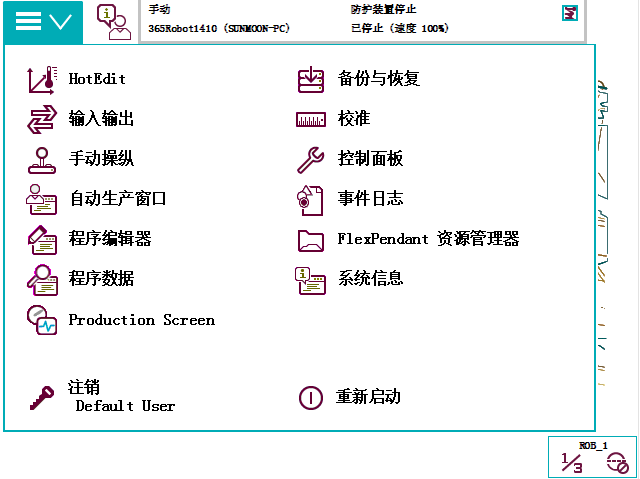 手动
防护装置停止
365Robot1410 (SUNMOON-PC)
已停止 (速度 100%)
HotEdit
备份与恢复
输入输出
校准
手动操纵
控制面板
自动生产窗口
事件日志
程序编辑器
FlexPendant 资源管理器
程序数据
系统信息
Production Screen
注销
Default User
重新启动
ROB_1
1/3